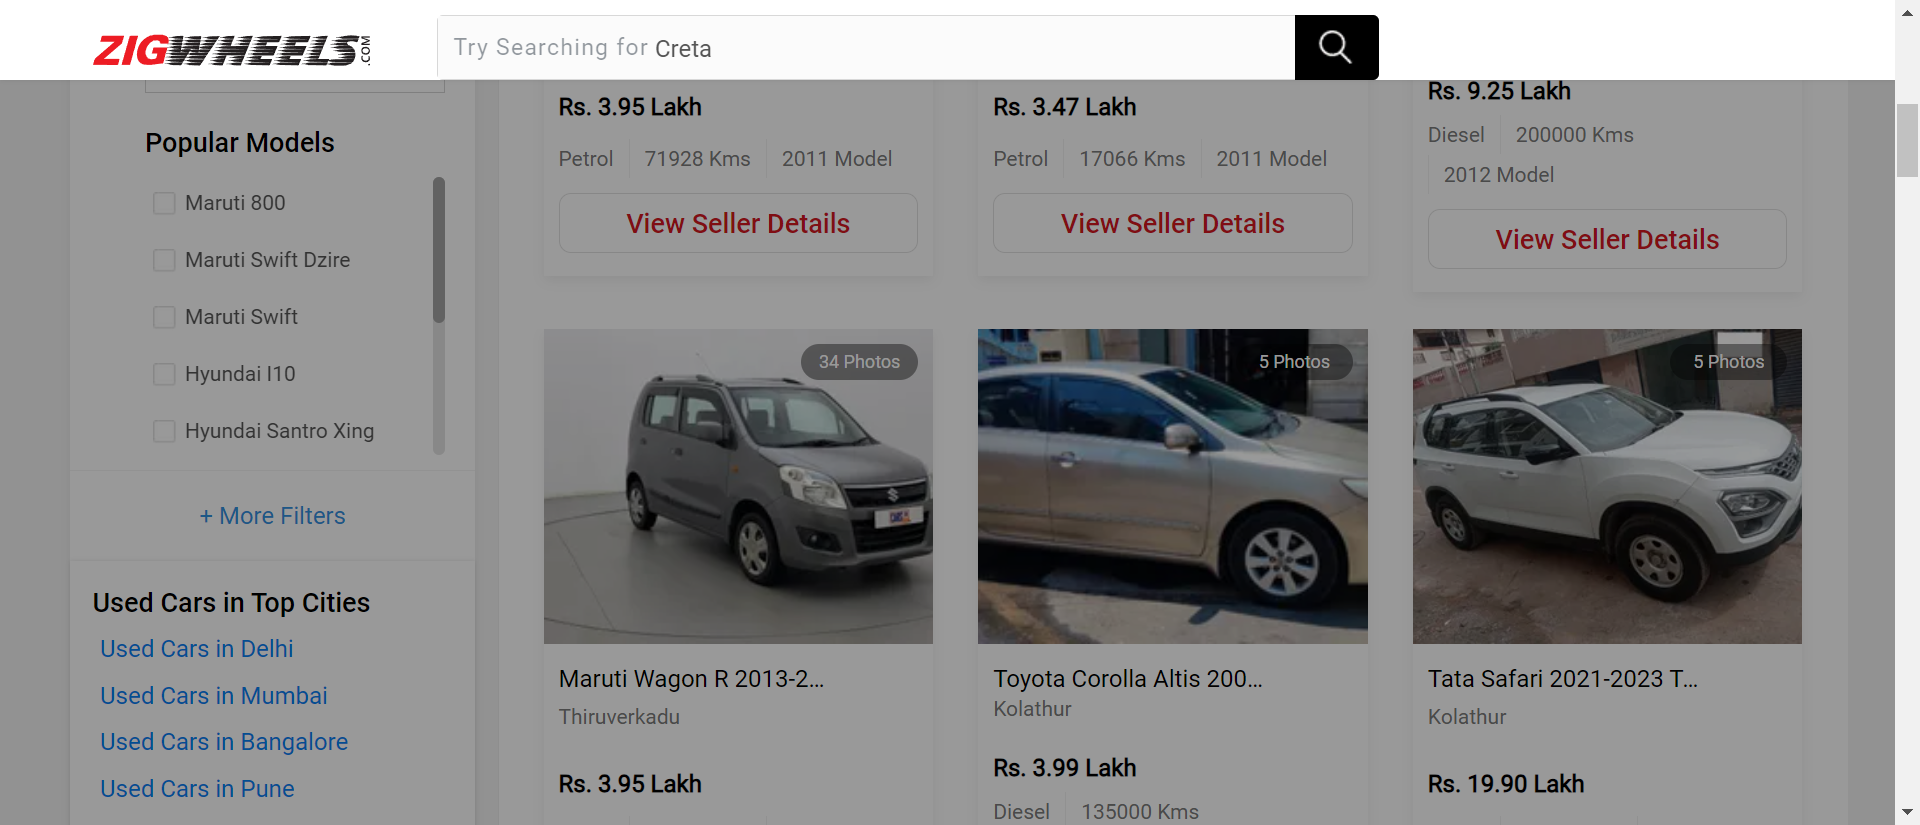 ZIGWHEELS.COM
Try Searching for Creta
Popular Models
Maruti 800
Maruti Swift Dzire
Maruti Swift
Hyundai I10
Hyundai Santro Xing
+ More Filters
Used Cars in Top Cities
Used Cars in Delhi
Used Cars in Mumbai
Used Cars in Bangalore
Used Cars in Pune
Rs. 3.95 Lakh
Petrol 71928 Kms 2011 Model
View Seller Details
Rs. 3.47 Lakh
Petrol 17066 Kms 2011 Model
View Seller Details
Rs. 9.25 Lakh
Diesel 200000 Kms
2012 Model
View Seller Details
34 Photos
Maruti Wagon R 2013-2...
Thiruverkadu
Rs. 3.95 Lakh
5 Photos
Toyota Corolla Altis 200...
Kolathur
Rs. 3.99 Lakh
Diesel 135000 Kms
5 Photos
Tata Safari 2021-2023 T...
Kolathur
Rs. 19.90 Lakh